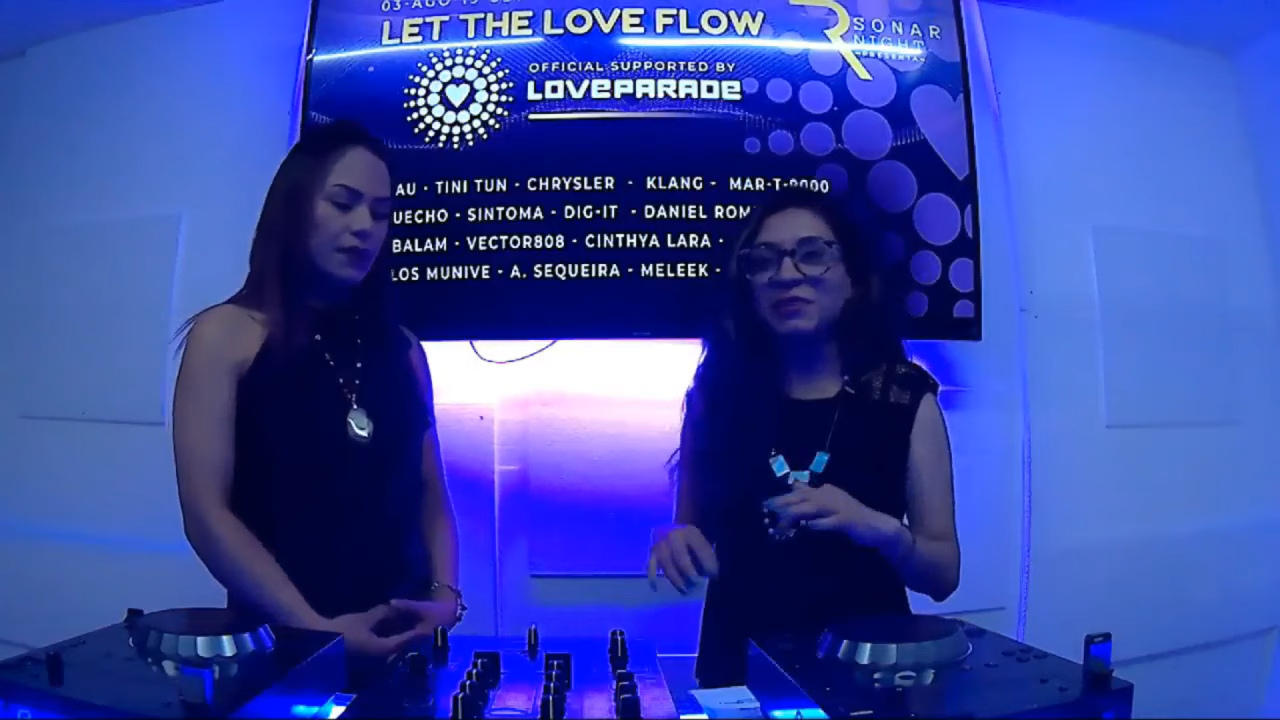 LET THE LOVE FLOW
SONAR
NIGHT
OFFICIAL SUPPORTED BY
LOVEPARADE
AU - TINI TUN - CHRYSLER - KLANG - MAR-T-9000
UECHO - SINTOMA - DIG-IT - DANIEL
BALAM - VECTOR808 - CINTHYA LARA -
LOS MUNIVE - A. SEQUEIRA - MELEEK -